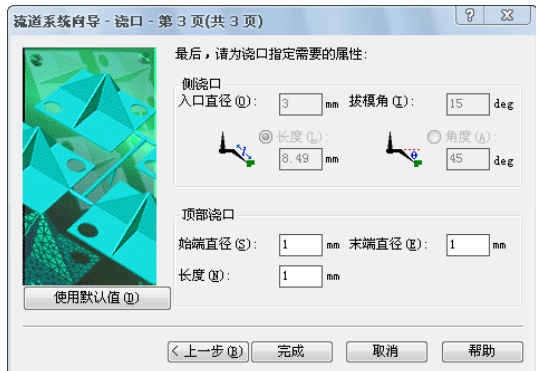 流道系统向导 - 浇口 - 第 3 页(共 3 页)
最后，请为浇口指定需要的属性:
侧浇口
入口直径(O): 3 mm 拔模角(I): 15 deg
长度(L): 角度(A):
8.49 mm 45 deg
顶部浇口
始端直径(S): 1 mm 末端直径(E): 1 mm
长度(N): 1 mm
使用默认值(D)
< 上一步(B) 完成 取消 帮助